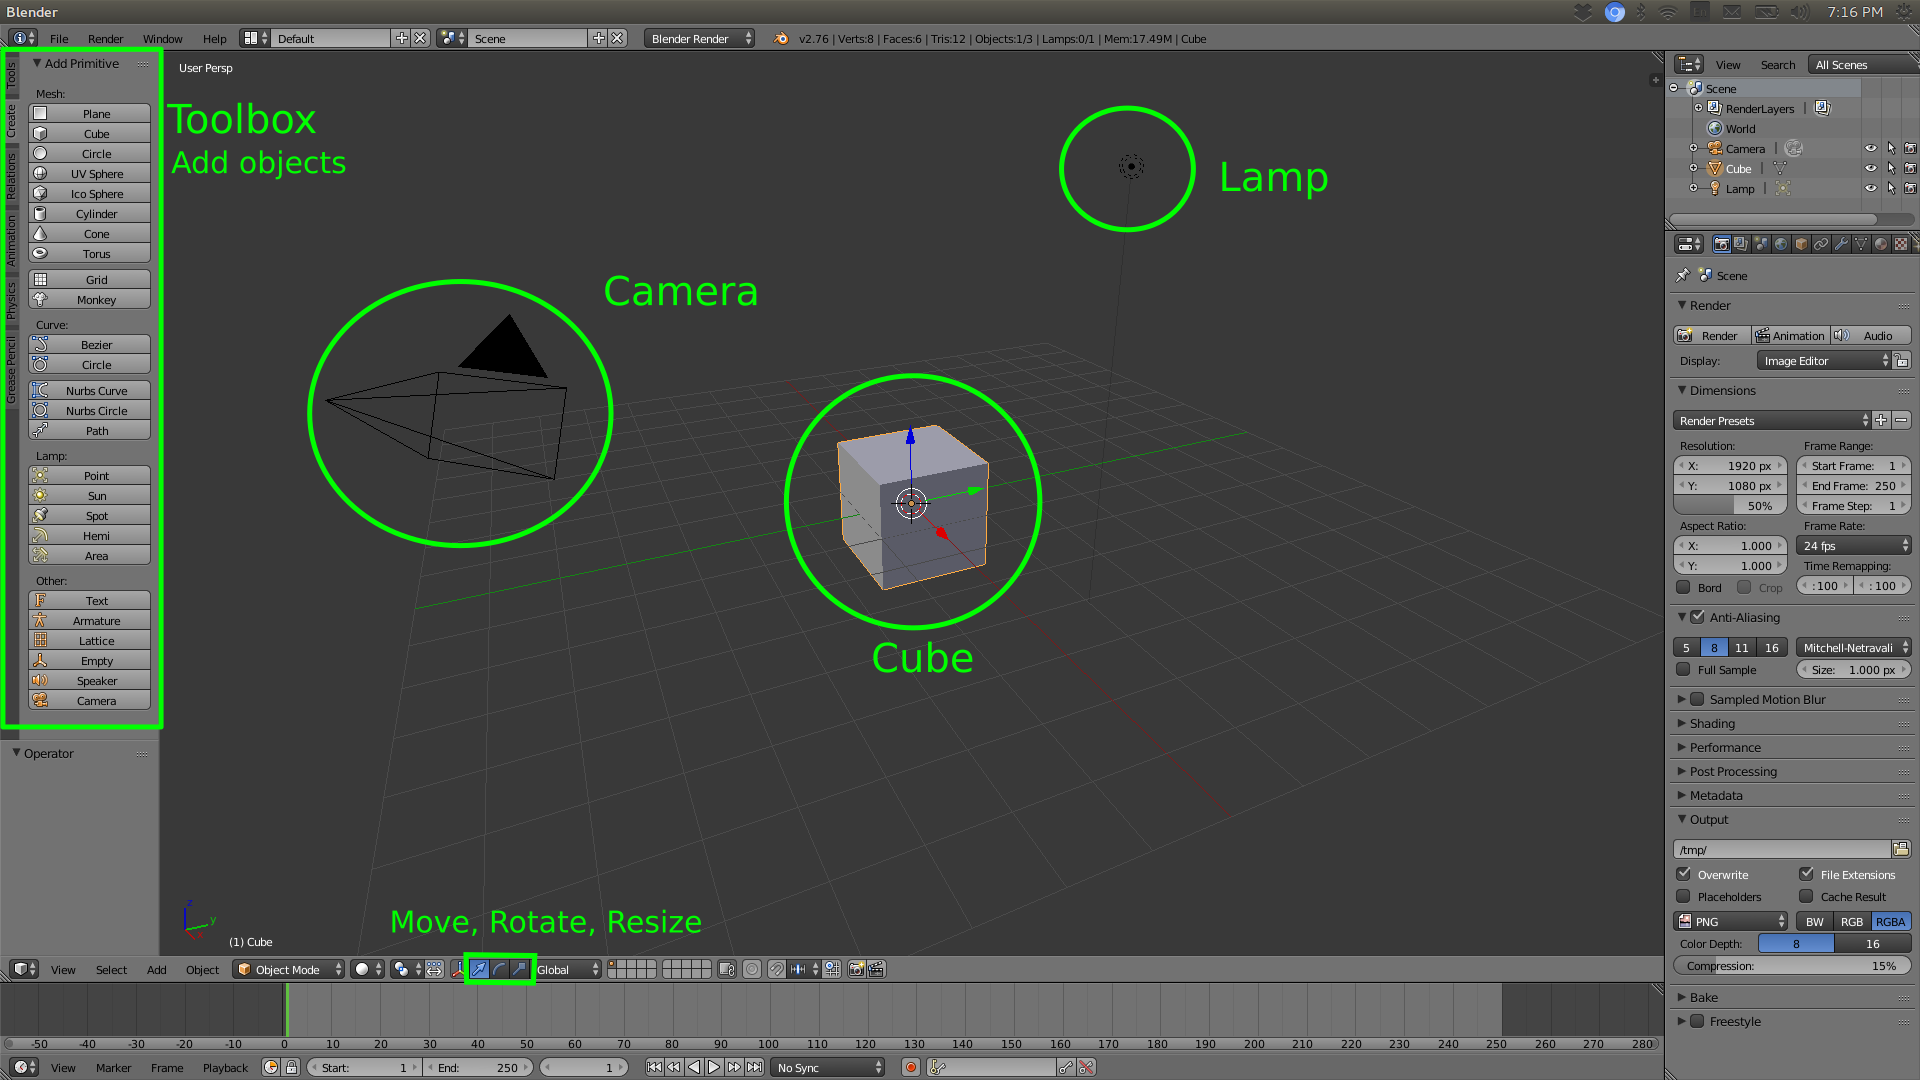 Blender
7:16 PM
File Render Window Help Default Scene Blender Render v2.76 | Verts:8 | Faces:6 | Tris:12 | Objects:1/3 | Lamps:0/1 | Mem:17.49M | Cube
Tools
Create
Relations
Animation
Physics
Grease Pencil
Add Primitive
Mesh:
Plane
Cube
Circle
UV Sphere
Ico Sphere
Cylinder
Cone
Torus
Grid
Monkey
Curve:
Bezier
Circle
Nurbs Curve
Nurbs Circle
Path
Lamp:
Point
Sun
Spot
Hemi
Area
Other:
Text
Armature
Lattice
Empty
Speaker
Camera
Operator
User Persp
Toolbox
Add objects
Camera
Lamp
Cube
Move, Rotate, Resize
z
y
(1) Cube
View Search All Scenes
Scene
RenderLayers
World
Camera
Cube
Lamp
Scene
Render
Render Animation Audio
Display: Image Editor
Dimensions
Render Presets
Resolution: Frame Range:
X: 1920 px Start Frame: 1
Y: 1080 px End Frame: 250
50% Frame Step: 1
Aspect Ratio: Frame Rate:
X: 1.000 24 fps
Y: 1.000 Time Remapping:
Bord Crop :100 :100
Anti-Aliasing
5 8 11 16 Mitchell-Netravali
Full Sample Size: 1.000 px
Sampled Motion Blur
Shading
Performance
Post Processing
Metadata
Output
/tmp/
Overwrite File Extensions
Placeholders Cache Result
PNG BW RGB RGBA
Color Depth: 8 16
Compression: 15%
Bake
Freestyle
View Select Add Object Object Mode Global
-50 -40 -30 -20 -10 0 10 20 30 40 50 60 70 80 90 100 110 120 130 140 150 160 170 180 190 200 210 220 230 240 250 260 270 280
View Marker Frame Playback Start: 1 End: 250 1 No Sync